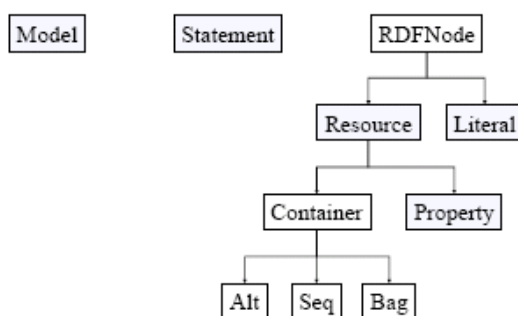 Model Statement RDFNode
Resource Literal
Container Property
Alt Seq Bag